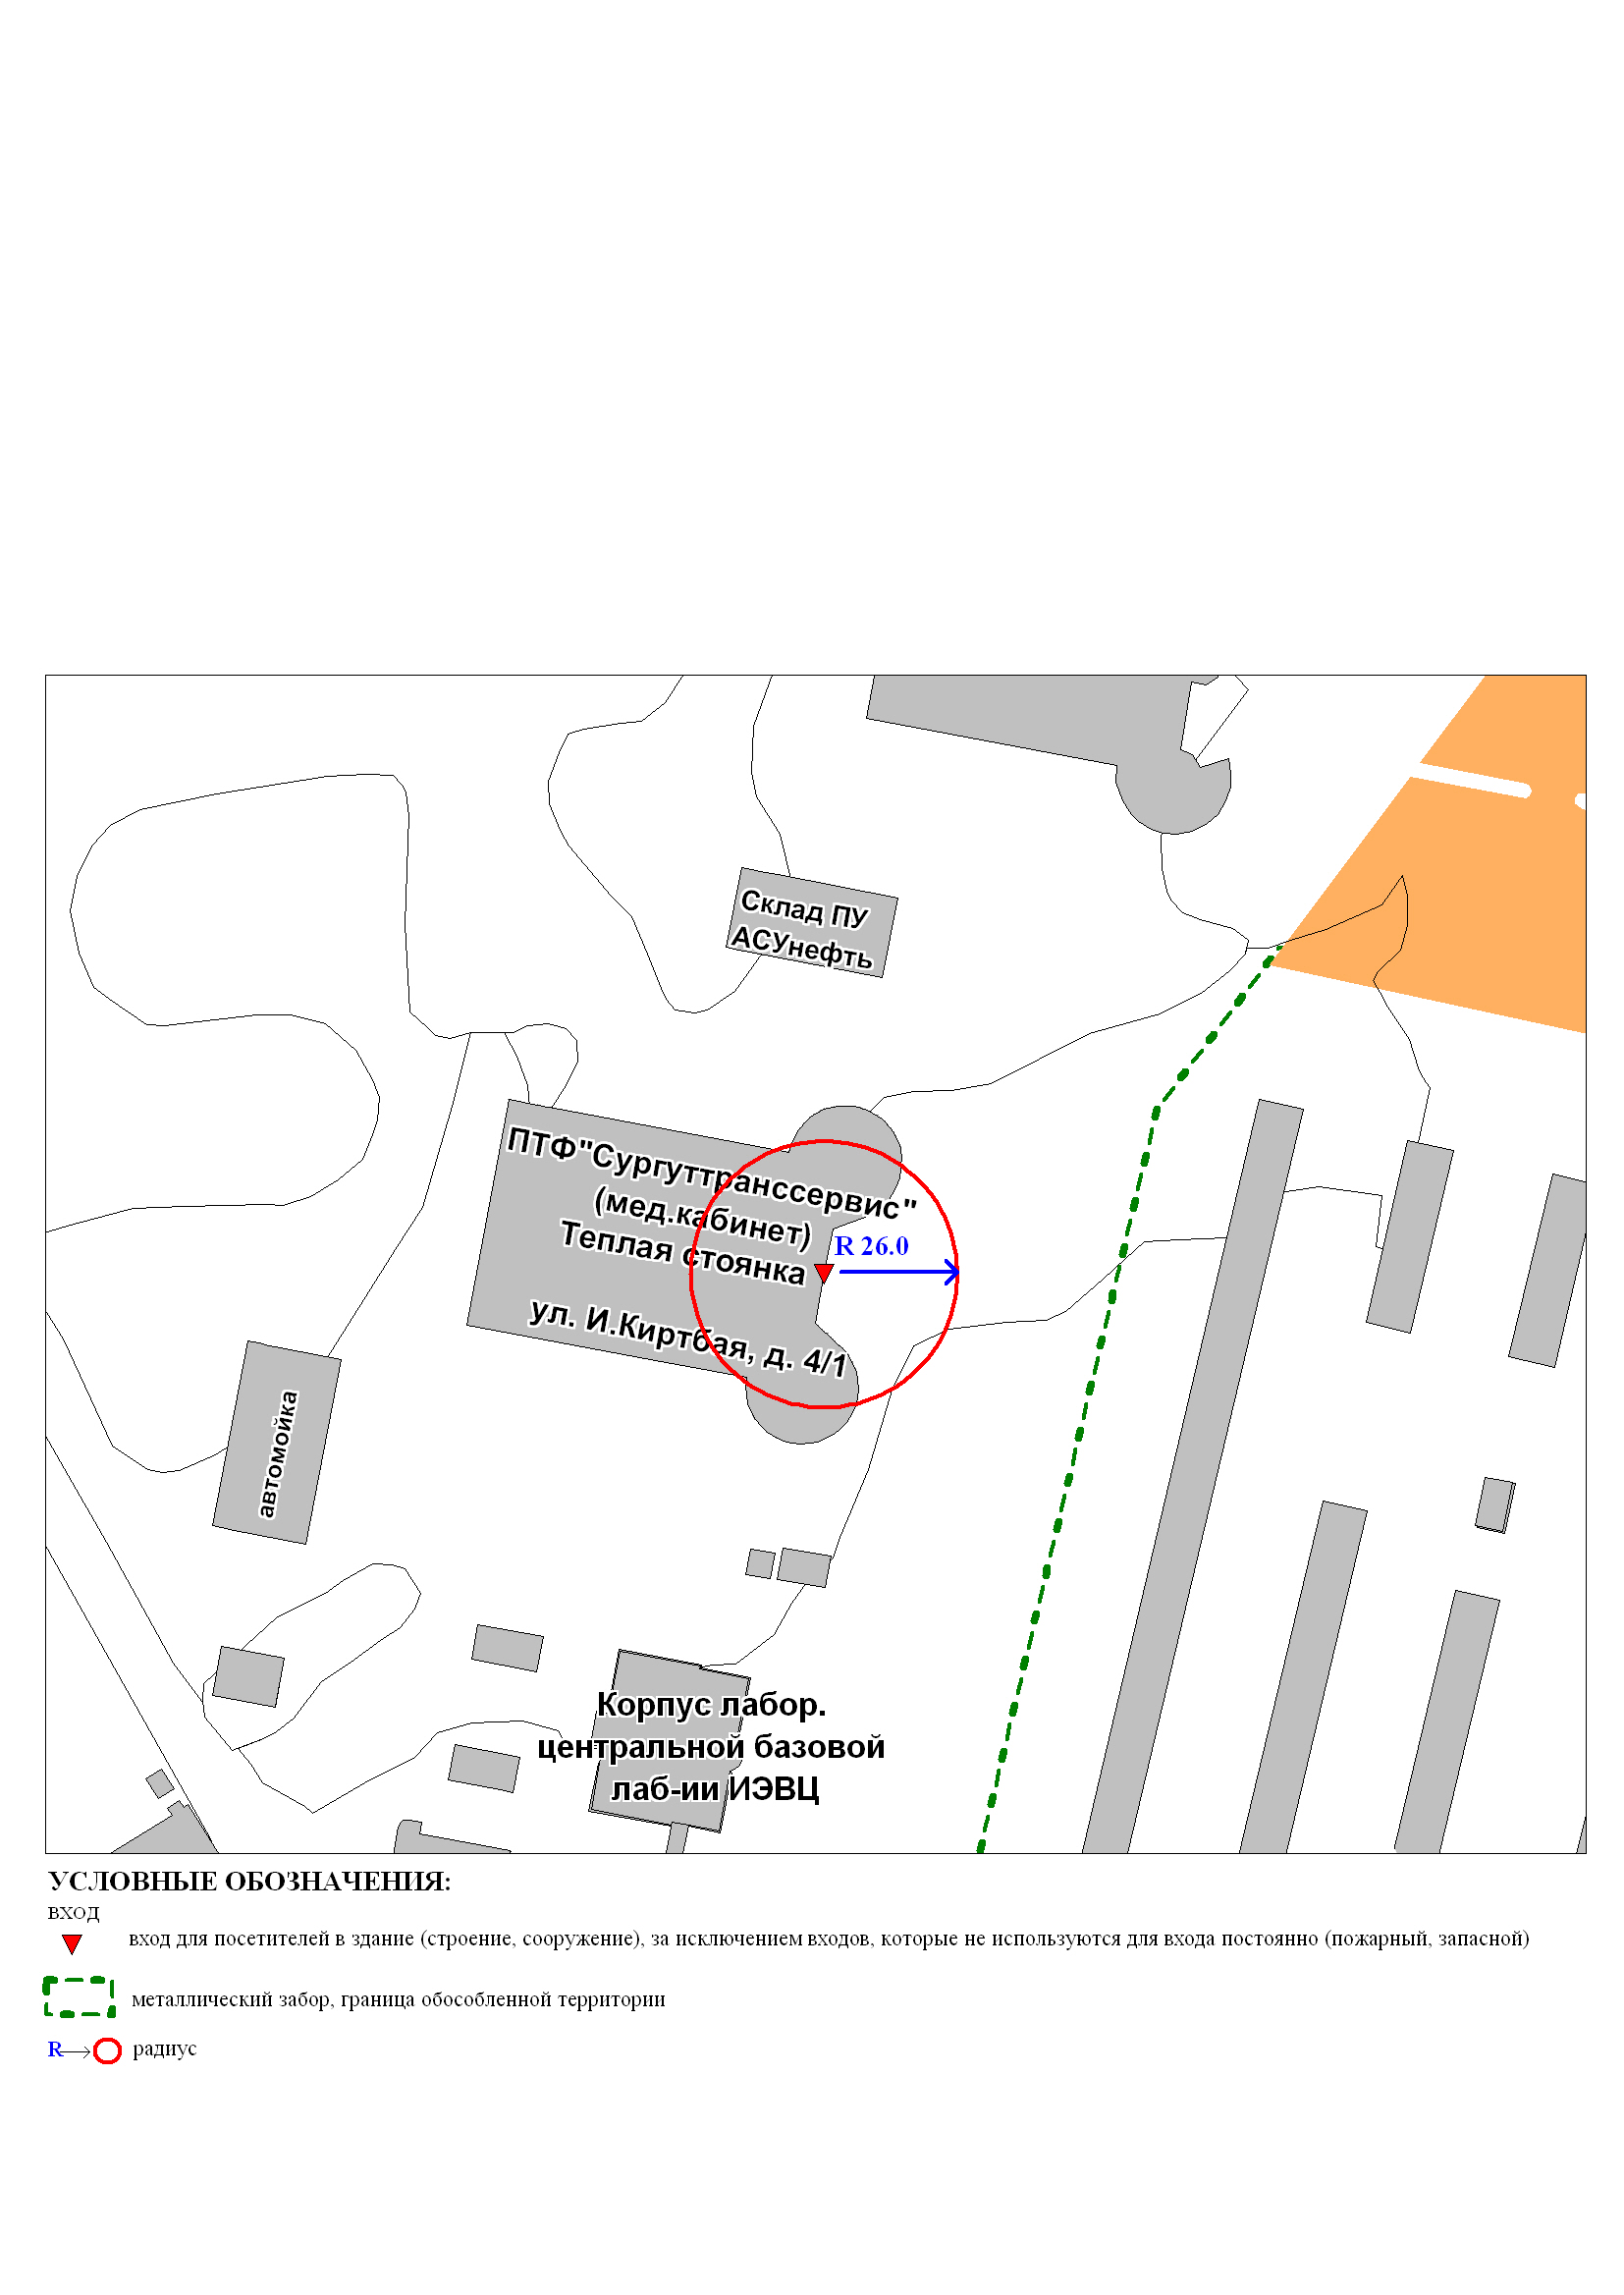 Склад ПУ
АСУнефть
ПТФ"Сургуттранссервис"
(мед.кабинет)
Теплая стоянка
R 26.0
ул. И.Киртбая, д. 4/1
автомойка
Корпус лабор.
центральной базовой
лаб-ии ИЭВЦ
УСЛОВНЫЕ ОБОЗНАЧЕНИЯ:
ВХОД
вход для посетителей в здание (строение, сооружение), за исключением входов, которые не используются для входа постоянно (пожарный, запасной)
металлический забор, граница обособленной территории
R радиус